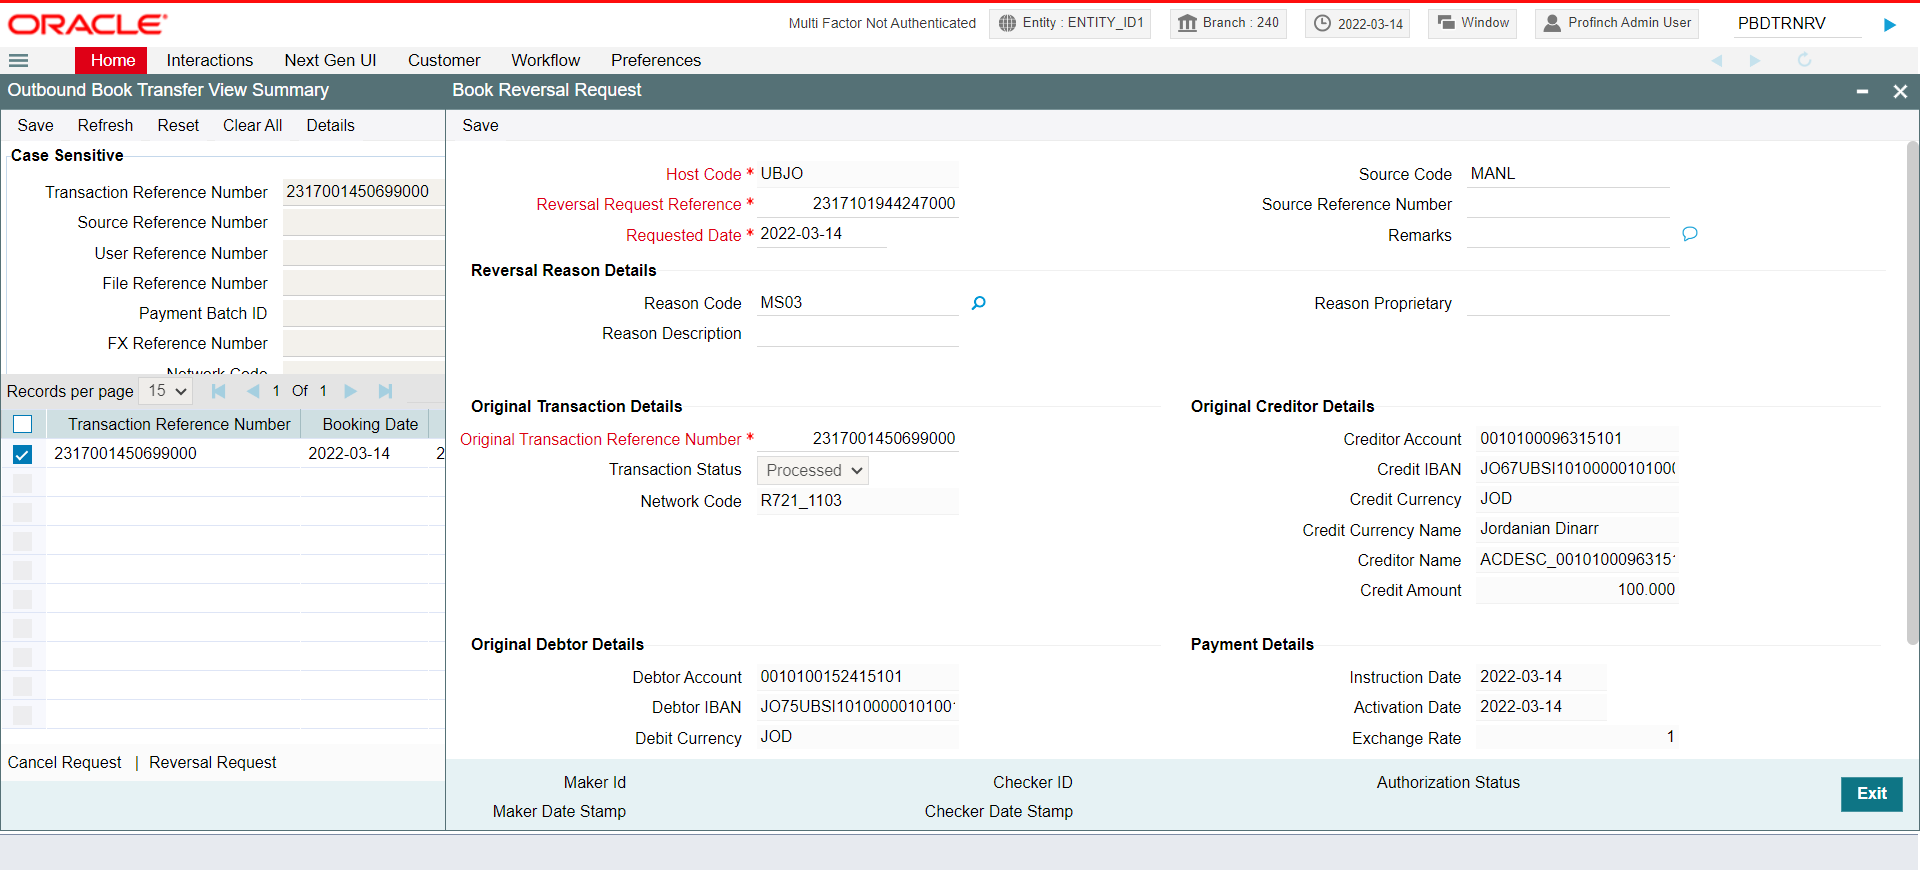 ORACLE
Multi Factor Not Authenticated
Entity : ENTITY_ID1
Branch : 240
2022-03-14
Window
Profinch Admin User
PBDTRNRV
Home Interactions Next Gen UI Customer Workflow Preferences
Outbound Book Transfer View Summary
Save Refresh Reset Clear All Details
Case Sensitive
Transaction Reference Number 2317001450699000
Source Reference Number
User Reference Number
File Reference Number
Payment Batch ID
FX Reference Number
Network Code
Records per page 15 1 Of 1
Transaction Reference Number Booking Date
2317001450699000 2022-03-14 2
Cancel Request | Reversal Request
Book Reversal Request
Save
Host Code * UBJO
Reversal Request Reference * 2317101944247000
Requested Date * 2022-03-14
Source Code MANL
Source Reference Number
Remarks
Reversal Reason Details
Reason Code MS03
Reason Description
Reason Proprietary
Original Transaction Details
Original Transaction Reference Number * 2317001450699000
Transaction Status Processed
Network Code R721_1103
Original Creditor Details
Creditor Account 0010100096315101
Credit IBAN JO67UBSI1010000010100
Credit Currency JOD
Credit Currency Name Jordanian Dinarr
Creditor Name ACDESC_0010100096315
Credit Amount 100.000
Original Debtor Details
Debtor Account 0010100152415101
Debtor IBAN JO75UBSI1010000010100
Debit Currency JOD
Payment Details
Instruction Date 2022-03-14
Activation Date 2022-03-14
Exchange Rate 1
Maker Id Checker ID Authorization Status
Maker Date Stamp Checker Date Stamp
Exit